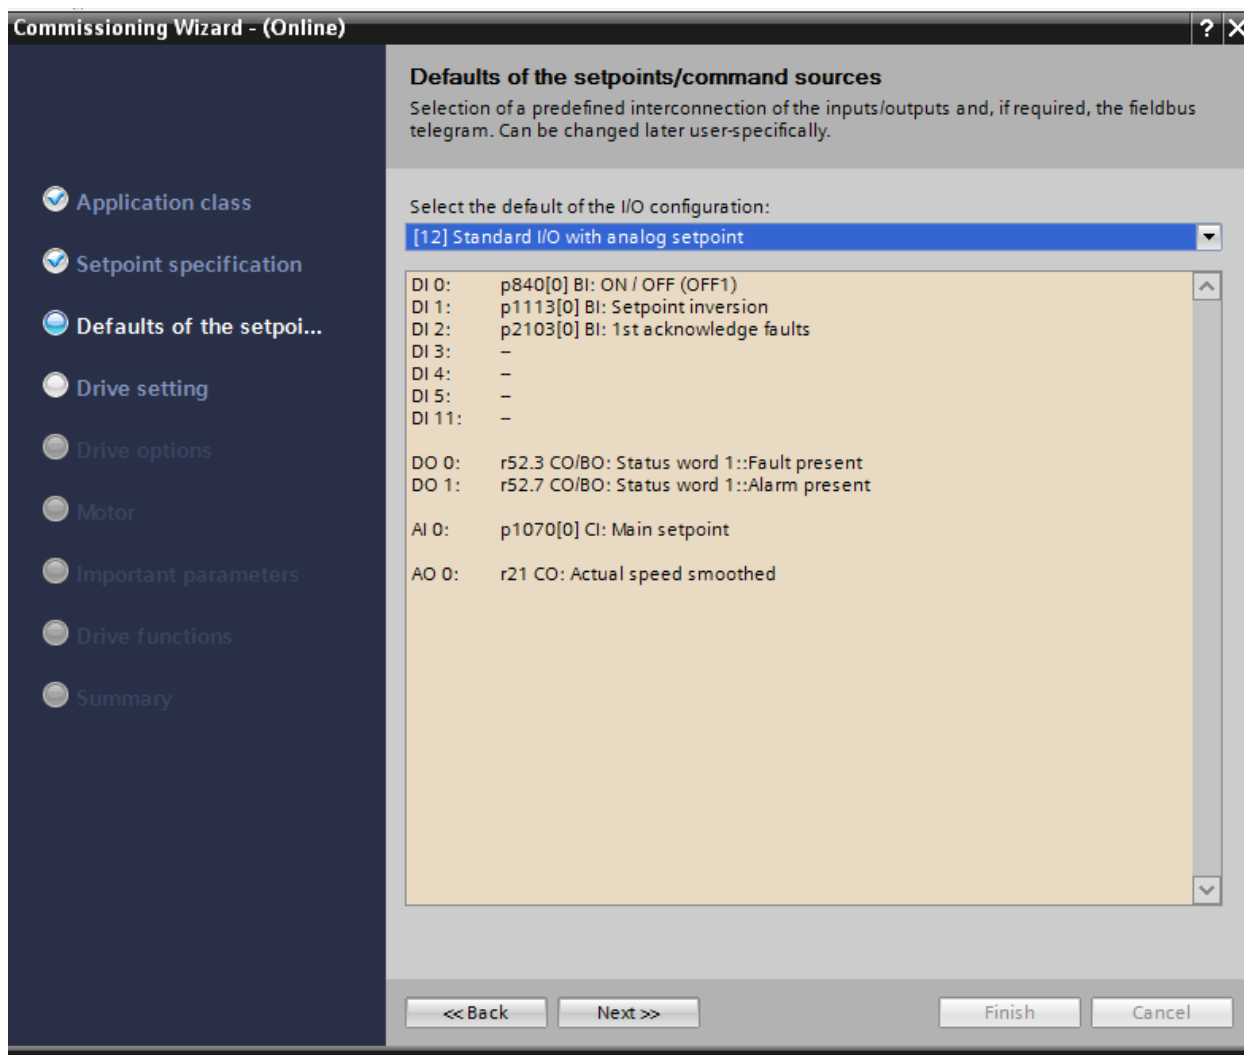 Commissioning Wizard - (Online)
? X
Defaults of the setpoints/command sources
Selection of a predefined interconnection of the inputs/outputs and, if required, the fieldbus
telegram. Can be changed later user-specifically.
Application class
Setpoint specification
Defaults of the setpoi...
Drive setting
Drive options
Motor
Important parameters
Drive functions
Summary
Select the default of the I/O configuration:
[12] Standard I/O with analog setpoint
DI 0: p840[0] BI: ON / OFF (OFF1)
DI 1: p1113[0] BI: Setpoint inversion
DI 2: p2103[0] BI: 1st acknowledge faults
DI 3: --
DI 4: --
DI 5: --
DI 11: --
DO 0: r52.3 CO/BO: Status word 1::Fault present
DO 1: r52.7 CO/BO: Status word 1::Alarm present
AI 0: p1070[0] CI: Main setpoint
AO 0: r21 CO: Actual speed smoothed
<< Back Next >> Finish Cancel